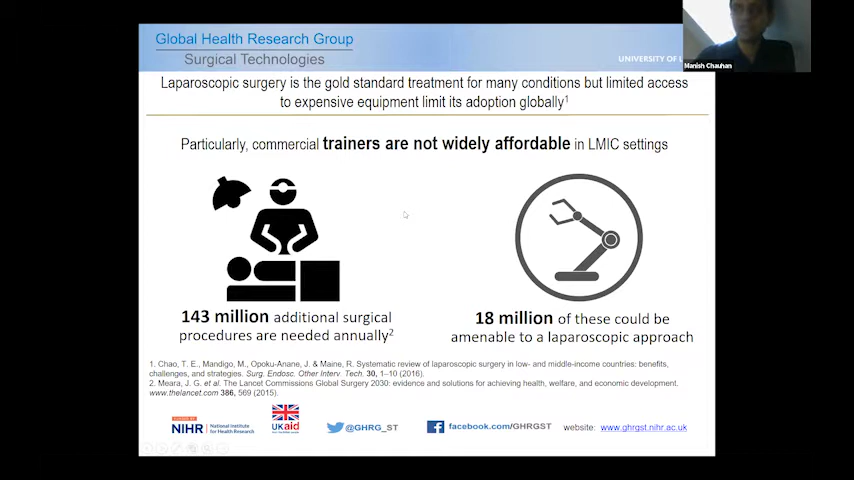 Global Health Research Group
Surgical Technologies
UNIVERSITY OF
Manish Chauhan
Laparoscopic surgery is the gold standard treatment for many conditions but limited access
to expensive equipment limit its adoption globally1
Particularly, commercial trainers are not widely affordable in LMIC settings
143 million additional surgical
procedures are needed annually2
18 million of these could be
amenable to a laparoscopic approach
1. Chao, T. E., Mandigo, M., Opoku-Anane, J. & Maine, R. Systematic review of laparoscopic surgery in low- and middle-income countries: benefits,
challenges, and strategies. Surg. Endosc. Other Interv. Tech. 30, 1–10 (2016).
2. Meara, J. G. et al. The Lancet Commissions Global Surgery 2030: evidence and solutions for achieving health, welfare, and economic development.
www.thelancet.com 386, 569 (2015).
NIHR | National Institute
for Health Research
UKaid
@GHRG_ST
facebook.com/GHRGST
website: www.ghrgst.nihr.ac.uk